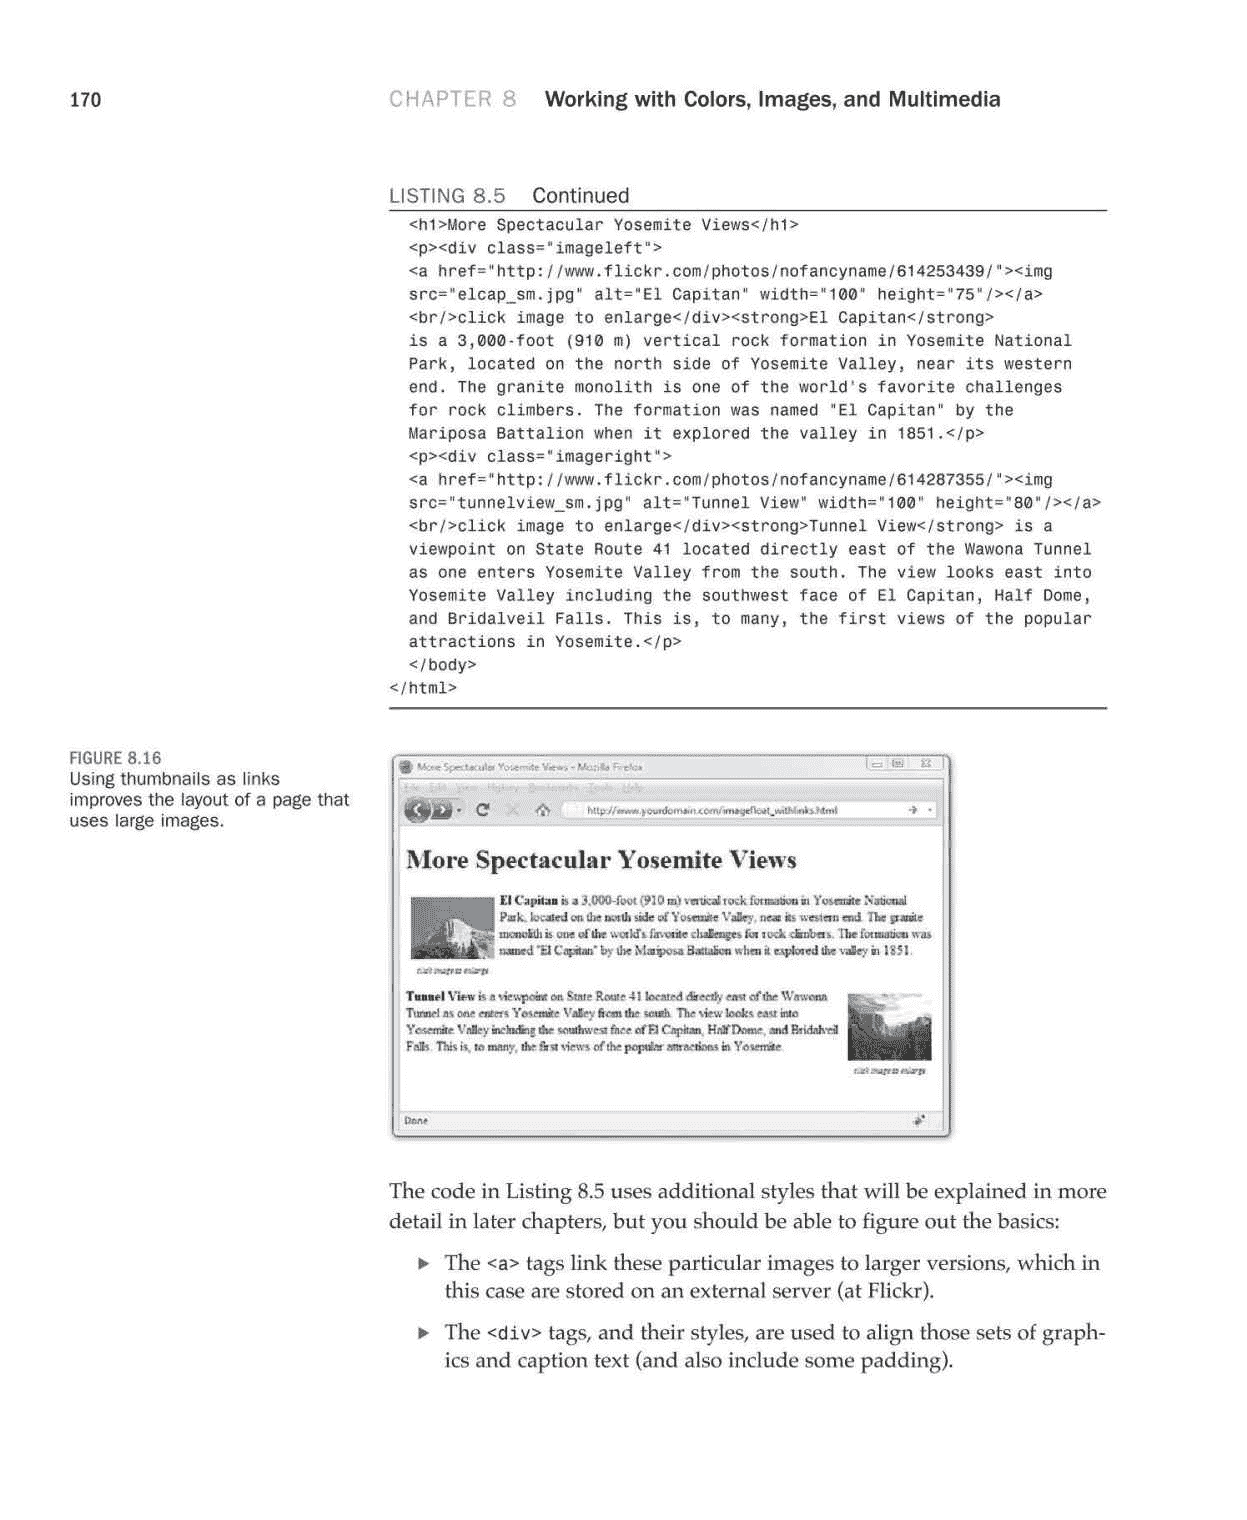 170
CHAPTER 8 Working with Colors, Images, and Multimedia
LISTING 8.5 Continued
<h1>More Spectacular Yosemite Views</h1>
<p><div class="imageleft">
<a href="http://www.flickr.com/photos/nofancyname/614253439/"><img
src="elcap_sm.jpg" alt="El Capitan" width="100" height="75"/></a>
<br/>click image to enlarge</div><strong>El Capitan</strong>
is a 3,000-foot (910 m) vertical rock formation in Yosemite National
Park, located on the north side of Yosemite Valley, near its western
end. The granite monolith is one of the world's favorite challenges
for rock climbers. The formation was named "El Capitan" by the
Mariposa Battalion when it explored the valley in 1851.</p>
<p><div class="imageright">
<a href="http://www.flickr.com/photos/nofancyname/614287355/"><img
src="tunnelview_sm.jpg" alt="Tunnel View" width="100" height="80"/></a>
<br/>click image to enlarge</div><strong>Tunnel View</strong> is a
viewpoint on State Route 41 located directly east of the Wawona Tunnel
as one enters Yosemite Valley from the south. The view looks east into
Yosemite Valley including the southwest face of El Capitan, Half Dome,
and Bridalveil Falls. This is, to many, the first views of the popular
attractions in Yosemite.</p>
</body>
</html>
FIGURE 8.16
Using thumbnails as links
improves the layout of a page that
uses large images.
More Spectacular Yosemite Views - Mozilla Firefox
File Edit View History Bookmarks Tools Help
http://www.yourdomain.com/imagefloat_withlinks.html
More Spectacular Yosemite Views
El Capitan is a 3,000-foot (910 m) vertical rock formation in Yosemite National
Park, located on the north side of Yosemite Valley, near its western end. The granite
monolith is one of the world's favorite challenges for rock climbers. The formation was
named "El Capitan" by the Mariposa Battalion when it explored the valley in 1851.
click image to enlarge
Tunnel View is a viewpoint on State Route 41 located directly east of the Wawona
Tunnel as one enters Yosemite Valley from the south. The view looks east into
Yosemite Valley including the southwest face of El Capitan, Half Dome, and Bridalveil
Falls. This is, to many, the first views of the popular attractions in Yosemite.
click image to enlarge
Done
The code in Listing 8.5 uses additional styles that will be explained in more
detail in later chapters, but you should be able to figure out the basics:
▶ The <a> tags link these particular images to larger versions, which in
this case are stored on an external server (at Flickr).
▶ The <div> tags, and their styles, are used to align those sets of graph-
ics and caption text (and also include some padding).